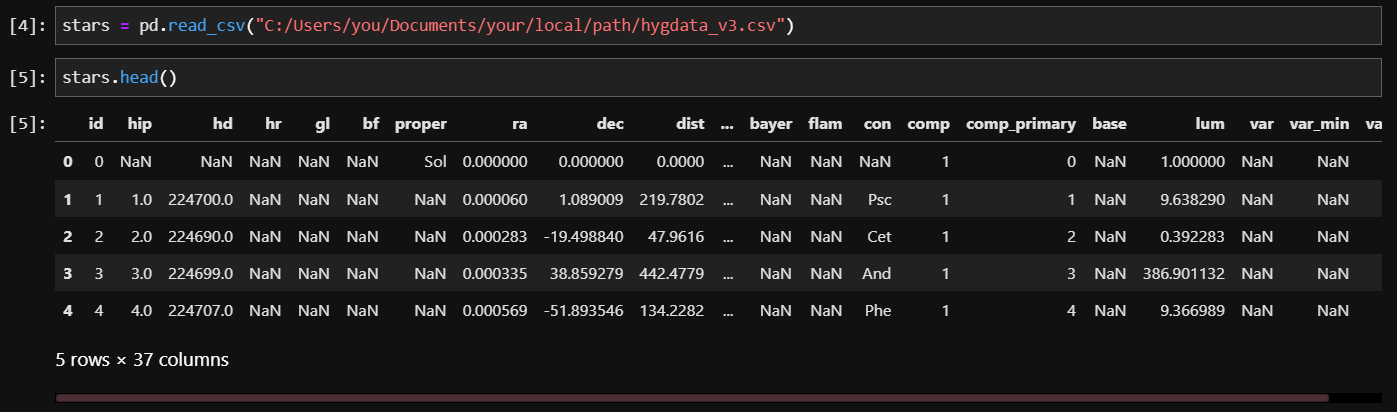 [4]: stars = pd.read_csv("C:/Users/you/Documents/your/local/path/hygdata_v3.csv")
[5]: stars.head()
[5]: id hip hd hr gl bf proper ra dec dist ... bayer flam con comp comp_primary base lum var var_min va
0 0 NaN NaN NaN NaN NaN Sol 0.000000 0.000000 0.0000 ... NaN NaN NaN 1 0 NaN 1.000000 NaN NaN
1 1 1.0 224700.0 NaN NaN NaN NaN 0.000060 1.089009 219.7802 ... NaN NaN Psc 1 1 NaN 9.638290 NaN NaN
2 2 2.0 224690.0 NaN NaN NaN NaN 0.000283 -19.498840 47.9616 ... NaN NaN Cet 1 2 NaN 0.392283 NaN NaN
3 3 3.0 224699.0 NaN NaN NaN NaN 0.000335 38.859279 442.4779 ... NaN NaN And 1 3 NaN 386.901132 NaN NaN
4 4 4.0 224707.0 NaN NaN NaN NaN 0.000569 -51.893546 134.2282 ... NaN NaN Phe 1 4 NaN 9.366989 NaN NaN
5 rows × 37 columns